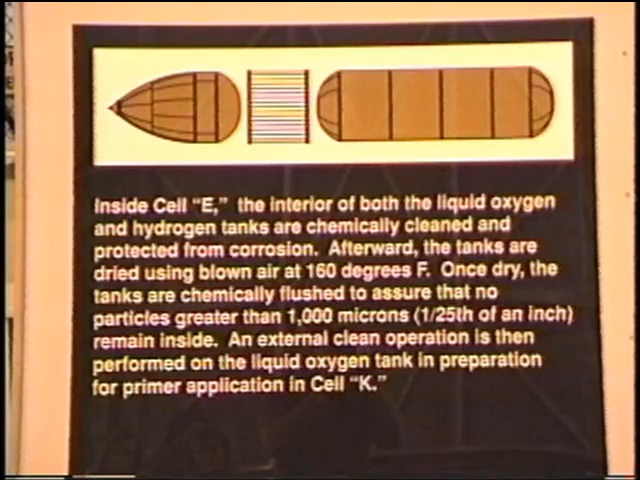 Inside Cell "E," the interior of both the liquid oxygen
and hydrogen tanks are chemically cleaned and
protected from corrosion. Afterward, the tanks are
dried using blown air at 160 degrees F. Once dry, the
tanks are chemically flushed to assure that no
particles greater than 1,000 microns (1/25th of an inch)
remain inside. An external clean operation is then
performed on the liquid oxygen tank in preparation
for primer application in Cell "K."